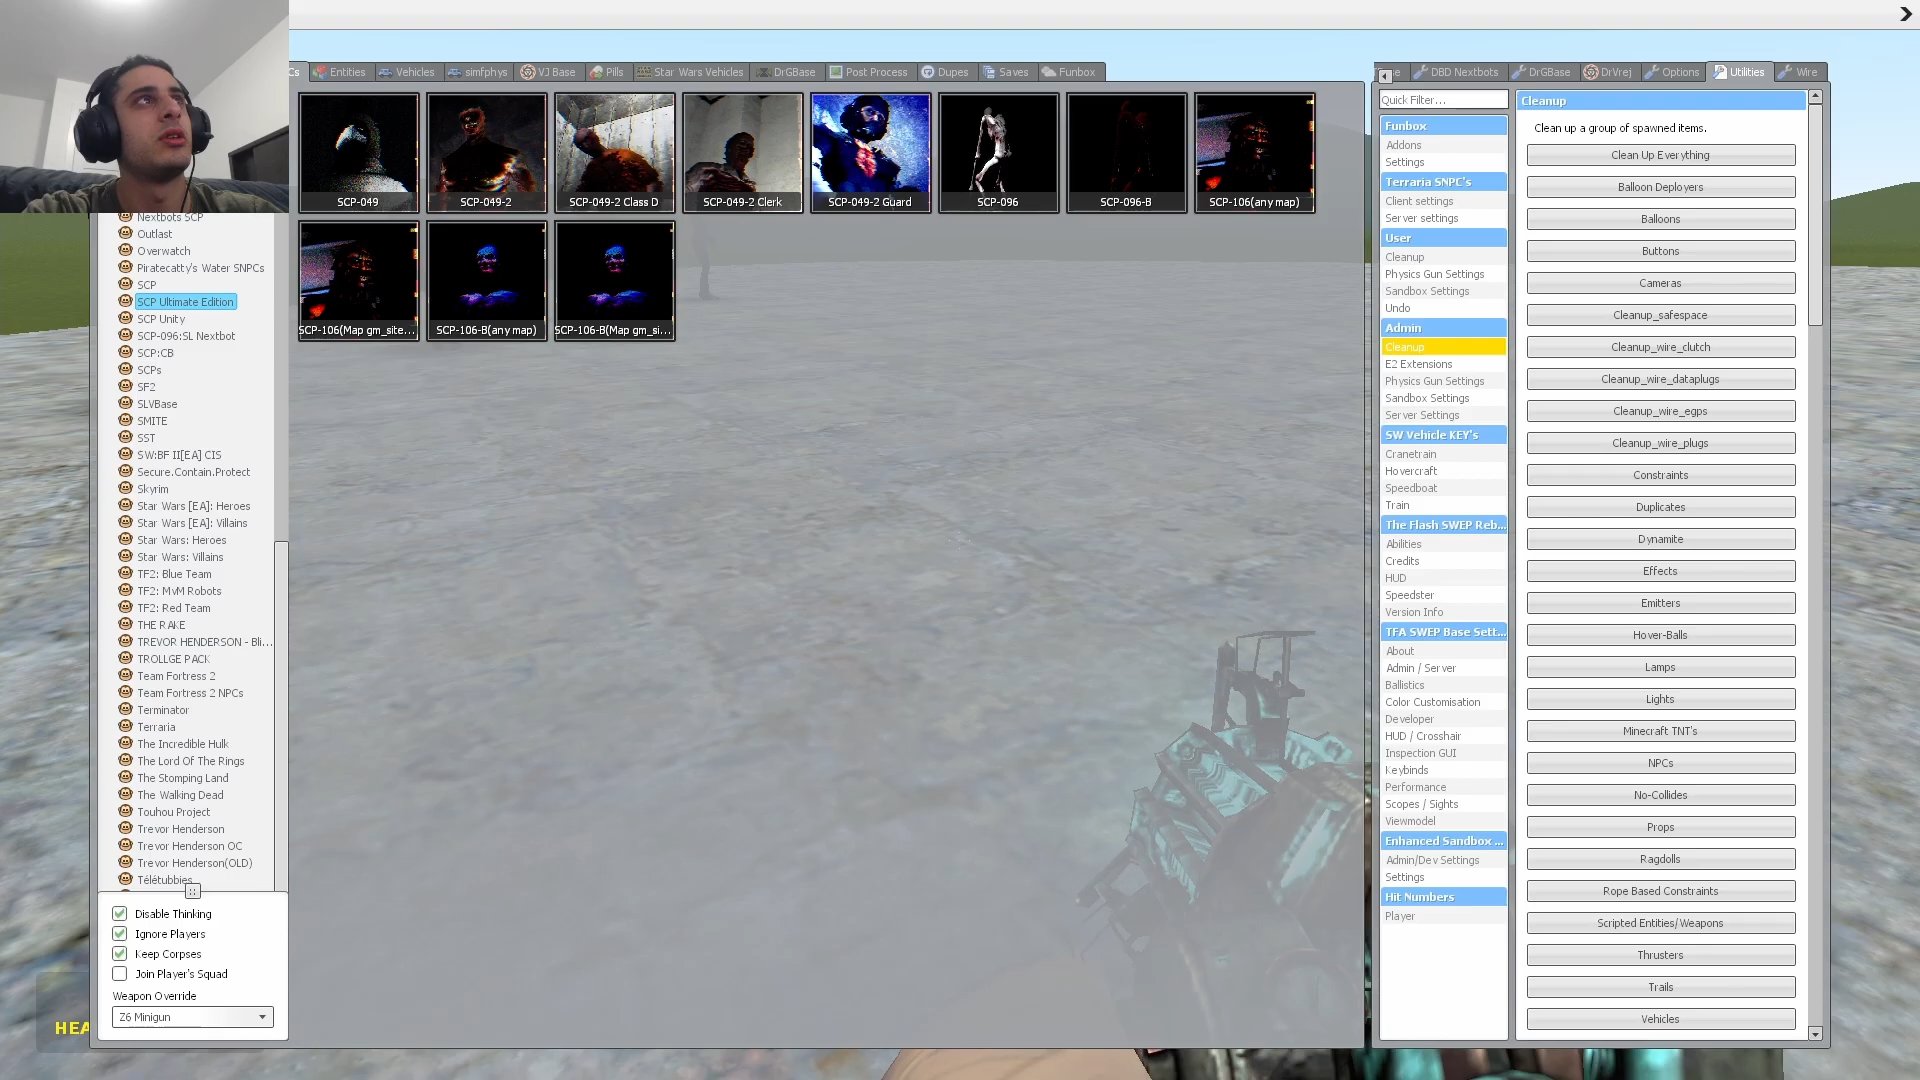 Cs
Entities
Vehicles
simfphys
VJ Base
Pills
Star Wars Vehicles
DrGBase
Post Process
Dupes
Saves
Funbox
DBD Nextbots
DrGBase
DrVrej
Options
Utilities
Wire
SCP-049
SCP-049-2
SCP-049-2 Class D
SCP-049-2 Clerk
SCP-049-2 Guard
SCP-096
SCP-096-B
SCP-106(any map)
SCP-106(Map gm_site...
SCP-106-B(any map)
SCP-106-B(Map gm_si...
Nextbots SCP
Outlast
Overwatch
Piratecatty's Water SNPCs
SCP
SCP Ultimate Edition
SCP Unity
SCP-096:SL Nextbot
SCP:CB
SCPs
SF2
SLVBase
SMITE
SST
SW:BF II[EA] CIS
Secure.Contain.Protect
Skyrim
Star Wars [EA]: Heroes
Star Wars [EA]: Villains
Star Wars: Heroes
Star Wars: Villains
TF2: Blue Team
TF2: MvM Robots
TF2: Red Team
THE RAKE
TREVOR HENDERSON - Bli...
TROLLGE PACK
Team Fortress 2
Team Fortress 2 NPCs
Terminator
Terraria
The Incredible Hulk
The Lord Of The Rings
The Stomping Land
The Walking Dead
Touhou Project
Trevor Henderson
Trevor Henderson OC
Trevor Henderson(OLD)
Télétubbies
Disable Thinking
Ignore Players
Keep Corpses
Join Player's Squad
Weapon Override
Z6 Minigun
HEA
Quick Filter...
Funbox
Addons
Settings
Terraria SNPC's
Client settings
Server settings
User
Cleanup
Physics Gun Settings
Sandbox Settings
Undo
Admin
Cleanup
E2 Extensions
Physics Gun Settings
Sandbox Settings
Server Settings
SW Vehicle KEY's
Cranetrain
Hovercraft
Speedboat
Train
The Flash SWEP Reb...
Abilities
Credits
HUD
Speedster
Version Info
TFA SWEP Base Sett...
About
Admin / Server
Ballistics
Color Customisation
Developer
HUD / Crosshair
Inspection GUI
Keybinds
Performance
Scopes / Sights
Viewmodel
Enhanced Sandbox ...
Admin/Dev Settings
Settings
Hit Numbers
Player
Cleanup
Clean up a group of spawned items.
Clean Up Everything
Balloon Deployers
Balloons
Buttons
Cameras
Cleanup_safespace
Cleanup_wire_clutch
Cleanup_wire_dataplugs
Cleanup_wire_egps
Cleanup_wire_plugs
Constraints
Duplicates
Dynamite
Effects
Emitters
Hover-Balls
Lamps
Lights
Minecraft TNT's
NPCs
No-Collides
Props
Ragdolls
Rope Based Constraints
Scripted Entities/Weapons
Thrusters
Trails
Vehicles